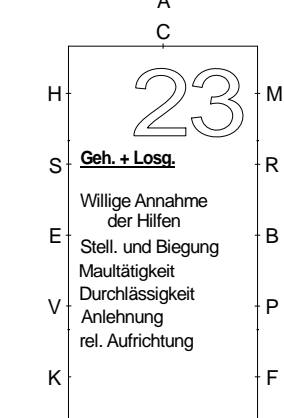 A
C
H 23 M
S Geh. + Losg. R
Willige Annahme
der Hilfen
E B
Stell. und Biegung
Maultätigkeit
Durchlässigkeit
V P
Anlehnung
rel. Aufrichtung
K F